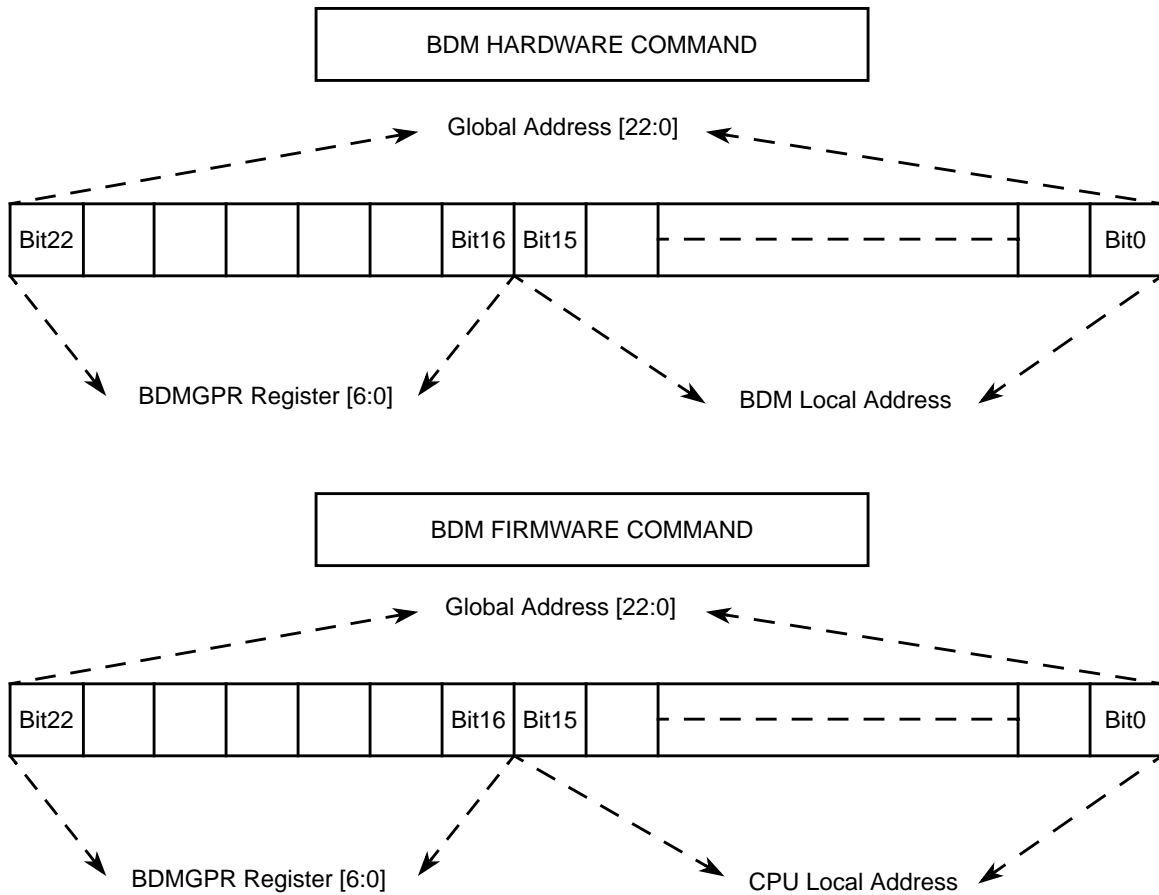 BDM HARDWARE COMMAND
Global Address [22:0]
Bit22 Bit16 Bit15 Bit0
BDMGPR Register [6:0] BDM Local Address
BDM FIRMWARE COMMAND
Global Address [22:0]
Bit22 Bit16 Bit15 Bit0
BDMGPR Register [6:0] CPU Local Address